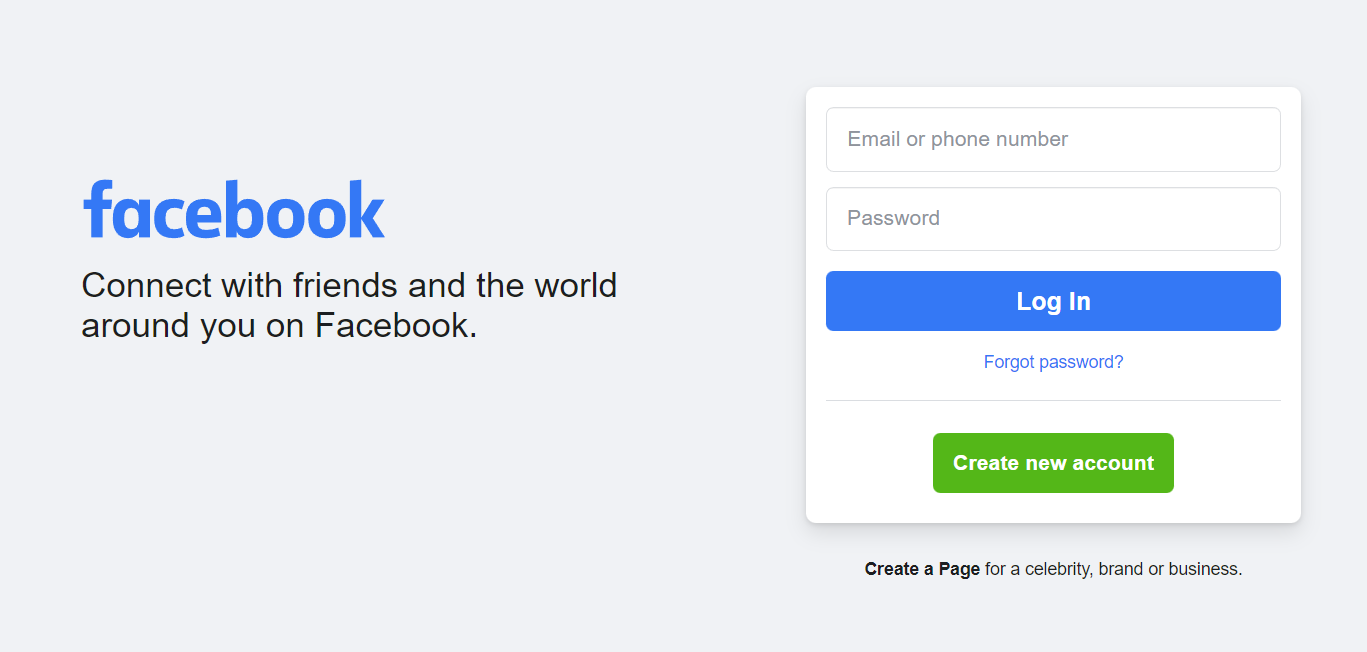 facebook
Connect with friends and the world
around you on Facebook.
Email or phone number
Password
Log In
Forgot password?
Create new account
Create a Page for a celebrity, brand or business.